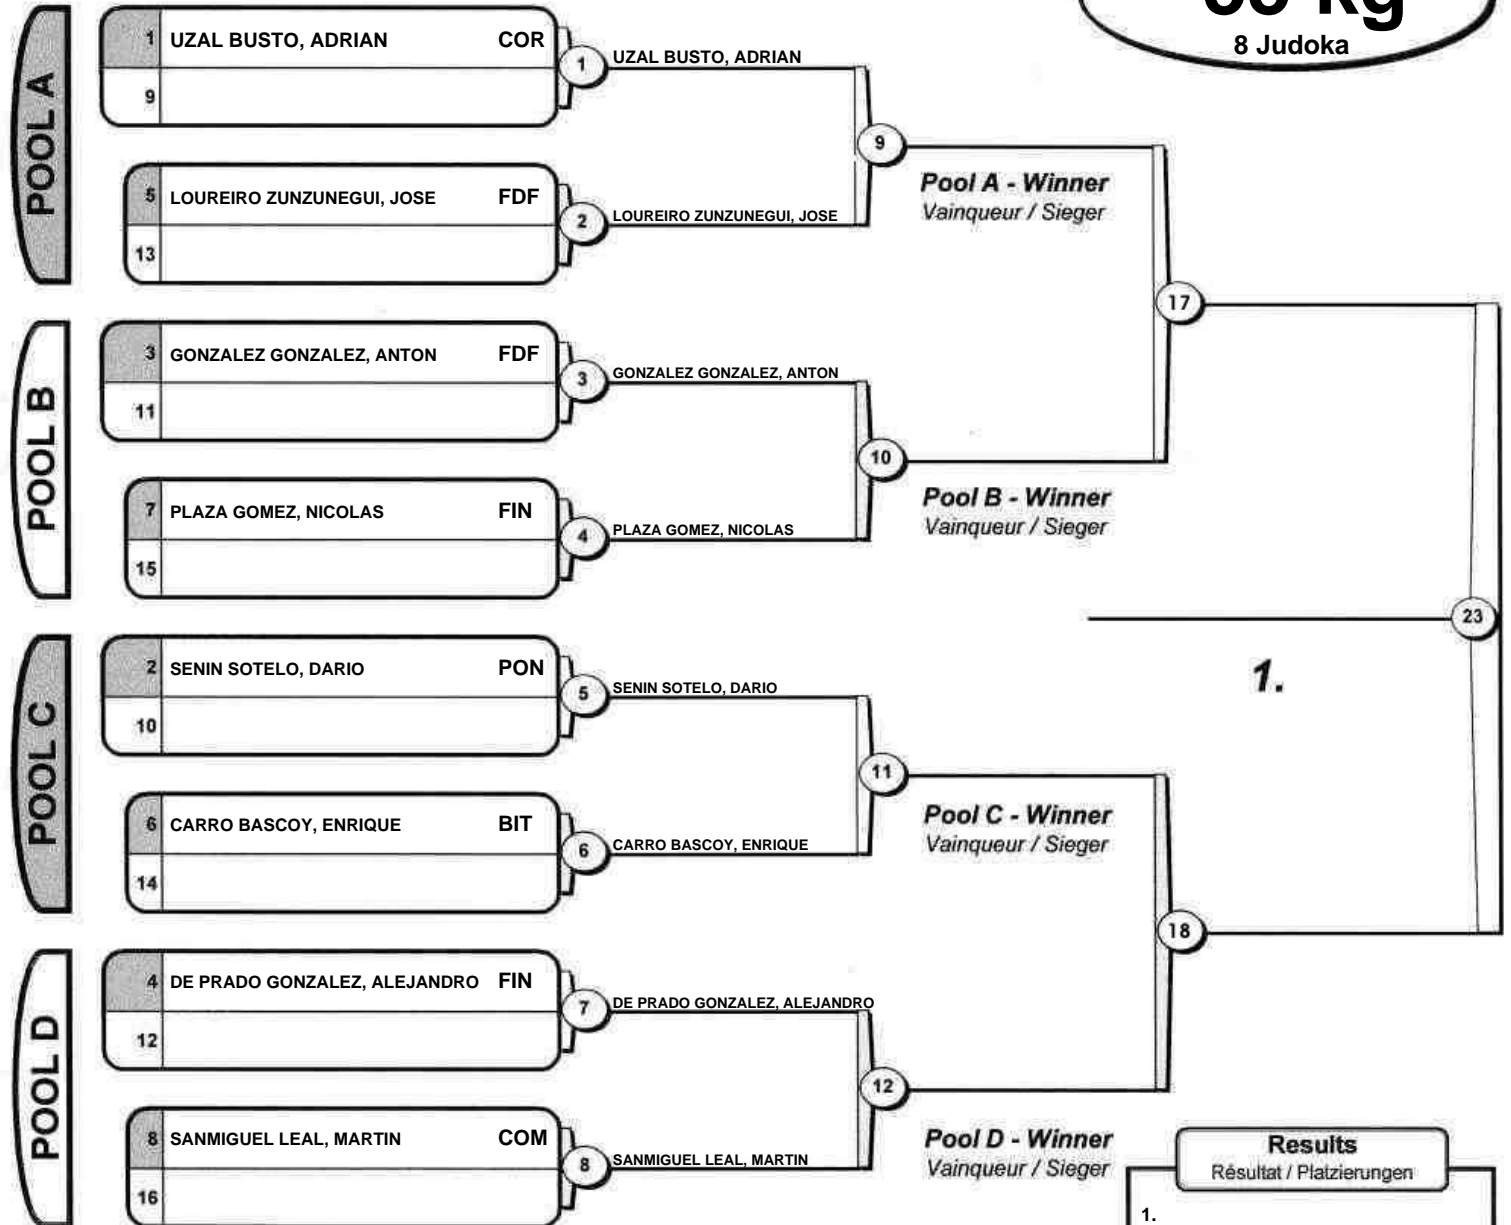 8 Judoka
POOL A
1 UZAL BUSTO, ADRIAN COR
9
1 UZAL BUSTO, ADRIAN
5 LOUREIRO ZUNZUNEGUI, JOSE FDF
13
2 LOUREIRO ZUNZUNEGUI, JOSE
9
Pool A - Winner
Vainqueur / Sieger
17
POOL B
3 GONZALEZ GONZALEZ, ANTON FDF
11
3 GONZALEZ GONZALEZ, ANTON
7 PLAZA GOMEZ, NICOLAS FIN
15
4 PLAZA GOMEZ, NICOLAS
10
Pool B - Winner
Vainqueur / Sieger
23
1.
POOL C
2 SENIN SOTELO, DARIO PON
10
5 SENIN SOTELO, DARIO
6 CARRO BASCOY, ENRIQUE BIT
14
6 CARRO BASCOY, ENRIQUE
11
Pool C - Winner
Vainqueur / Sieger
18
POOL D
4 DE PRADO GONZALEZ, ALEJANDRO FIN
12
7 DE PRADO GONZALEZ, ALEJANDRO
8 SANMIGUEL LEAL, MARTIN COM
16
8 SANMIGUEL LEAL, MARTIN
12
Pool D - Winner
Vainqueur / Sieger
Results
Résultat / Platzierungen
1.